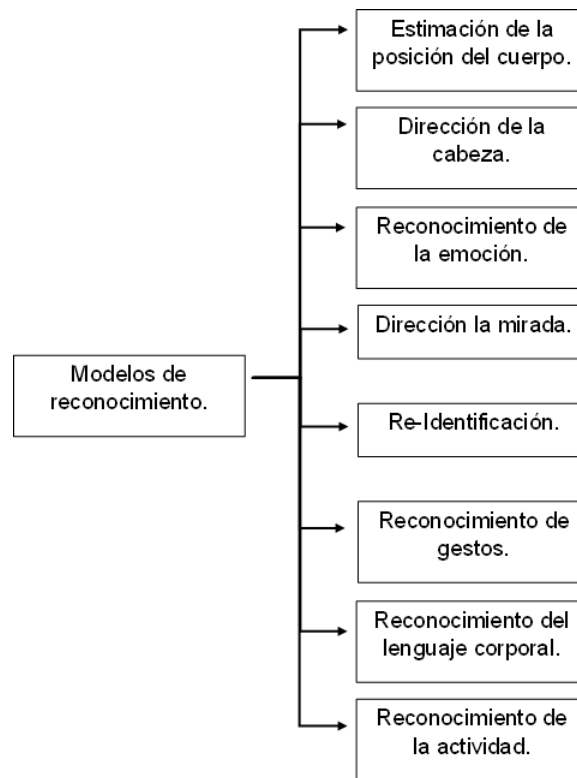 Estimación de la
posición del cuerpo.
Dirección de la
cabeza.
Reconocimiento de
la emoción.
Dirección la mirada.
Modelos de
reconocimiento.
Re-Identificación.
Reconocimiento de
gestos.
Reconocimiento del
lenguaje corporal.
Reconocimiento de
la actividad.